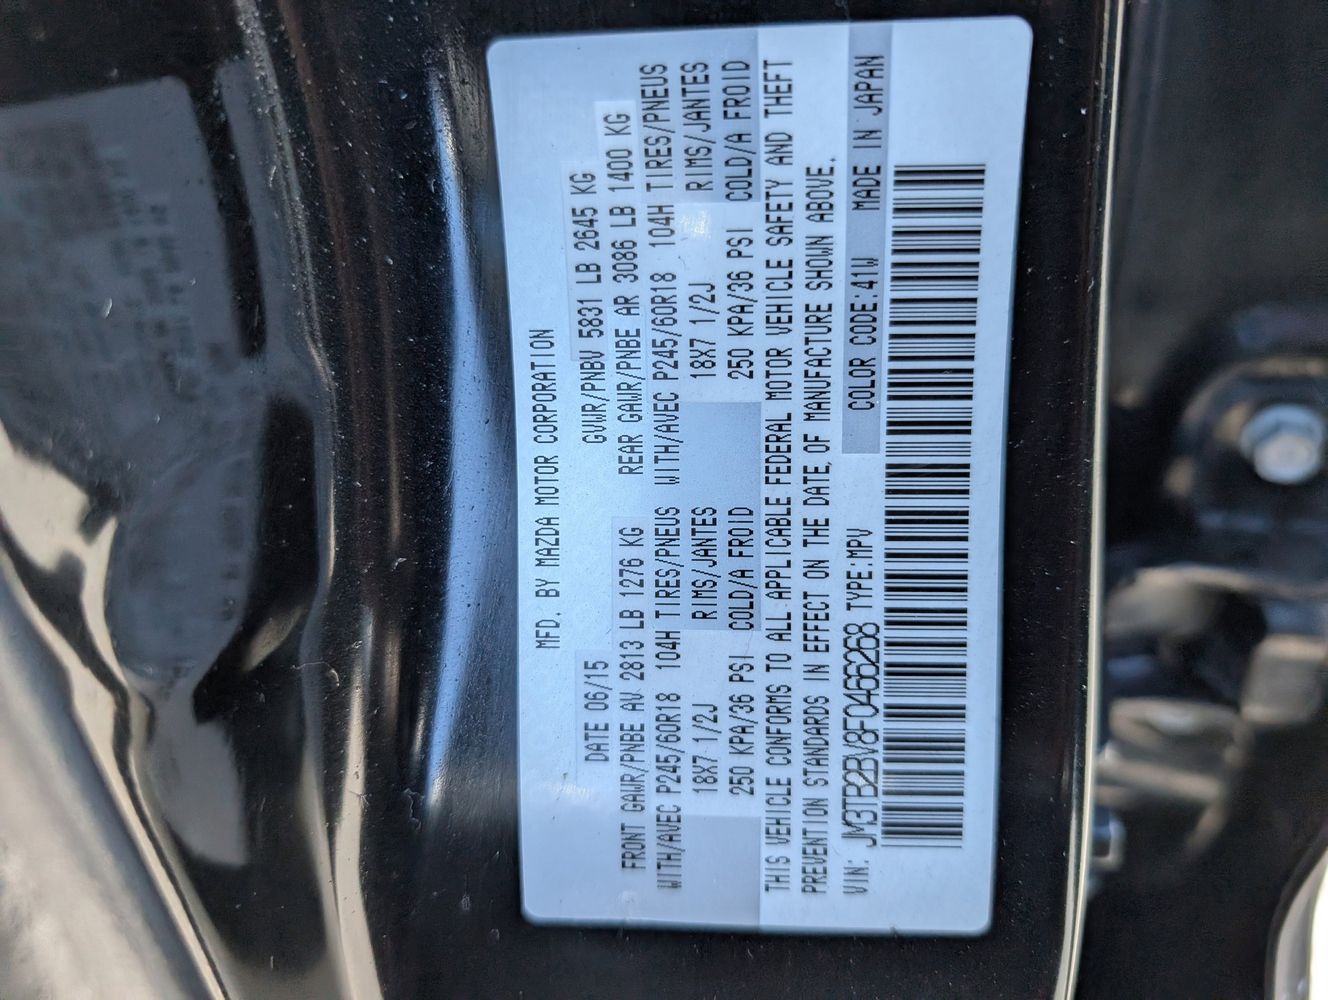 MFD. BY MAZDA MOTOR CORPORATION
DATE 06/15 GVWR/PNBV 5831 LB 2645 KG
FRONT GAWR/PNBE AV 2813 LB 1276 KG REAR GAWR/PNBE AR 3086 LB 1400 KG
WITH/AVEC P245/60R18 104H TIRES/PNEUS WITH/AVEC P245/60R18 104H TIRES/PNEUS
18X7 1/2J RIMS/JANTES 18X7 1/2J RIMS/JANTES
250 KPA/36 PSI COLD/A FROID 250 KPA/36 PSI COLD/A FROID
THIS VEHICLE CONFORMS TO ALL APPLICABLE FEDERAL MOTOR VEHICLE SAFETY AND THEFT
PREVENTION STANDARDS IN EFFECT ON THE DATE OF MANUFACTURE SHOWN ABOVE.
VIN: JM3TB2BV8F0466268 TYPE:MPV COLOR CODE:41W MADE IN JAPAN